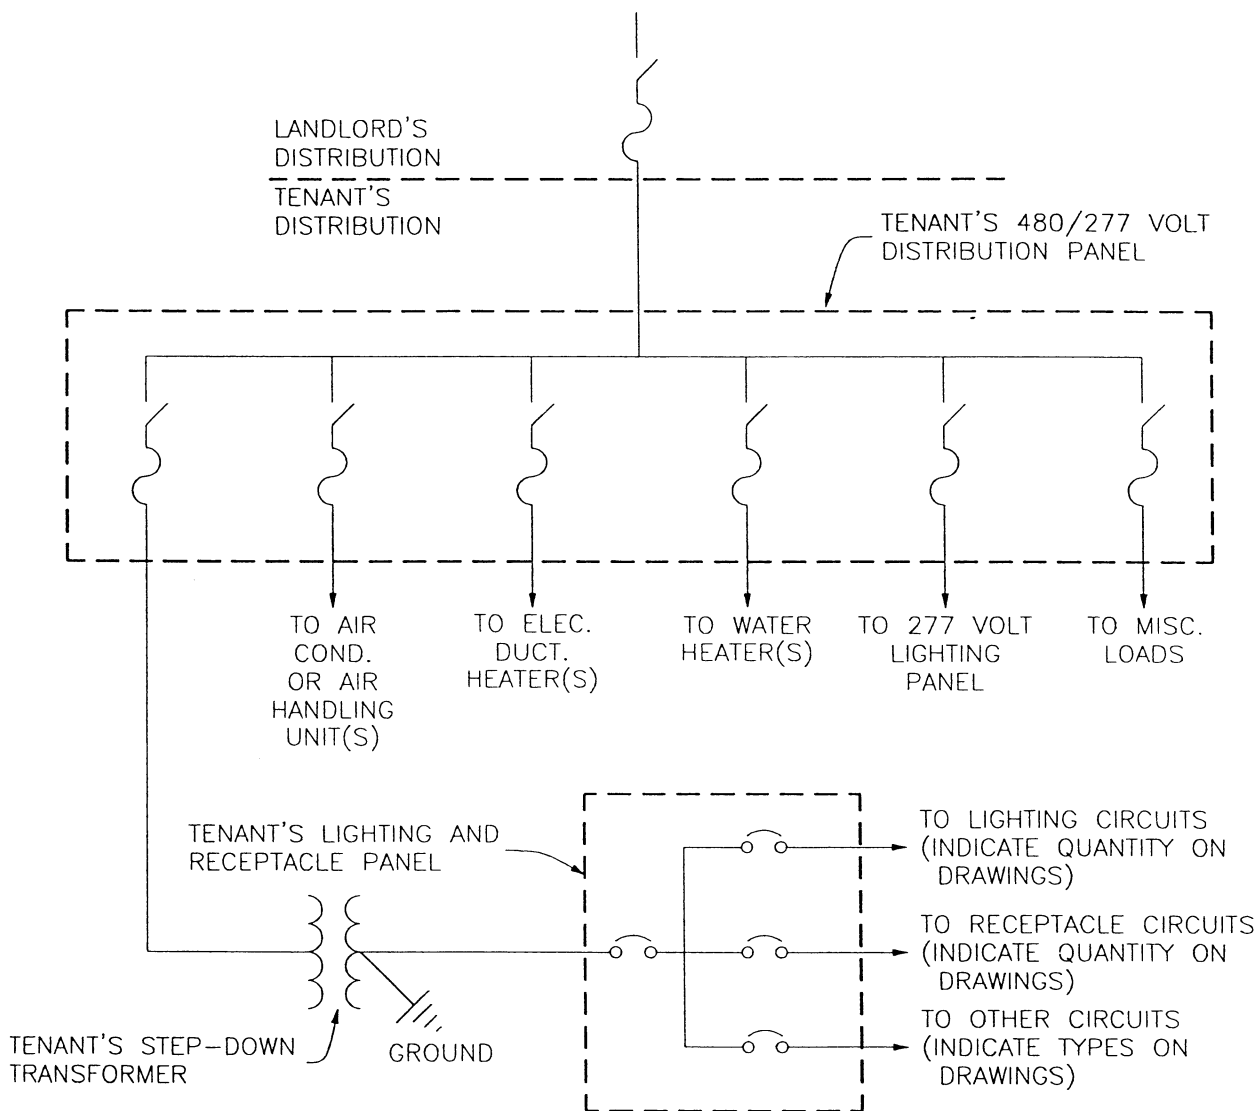 LANDLORD'S
DISTRIBUTION
TENANT'S
DISTRIBUTION
TENANT'S 480/277 VOLT
DISTRIBUTION PANEL
TO AIR
COND.
OR AIR
HANDLING
UNIT(S)
TO ELEC.
DUCT.
HEATER(S)
TO WATER
HEATER(S)
TO 277 VOLT
LIGHTING
PANEL
TO MISC.
LOADS
TENANT'S LIGHTING AND
RECEPTACLE PANEL
TO LIGHTING CIRCUITS
(INDICATE QUANTITY ON
DRAWINGS)
TO RECEPTACLE CIRCUITS
(INDICATE QUANTITY ON
DRAWINGS)
TO OTHER CIRCUITS
(INDICATE TYPES ON
DRAWINGS)
TENANT'S STEP-DOWN
TRANSFORMER
GROUND